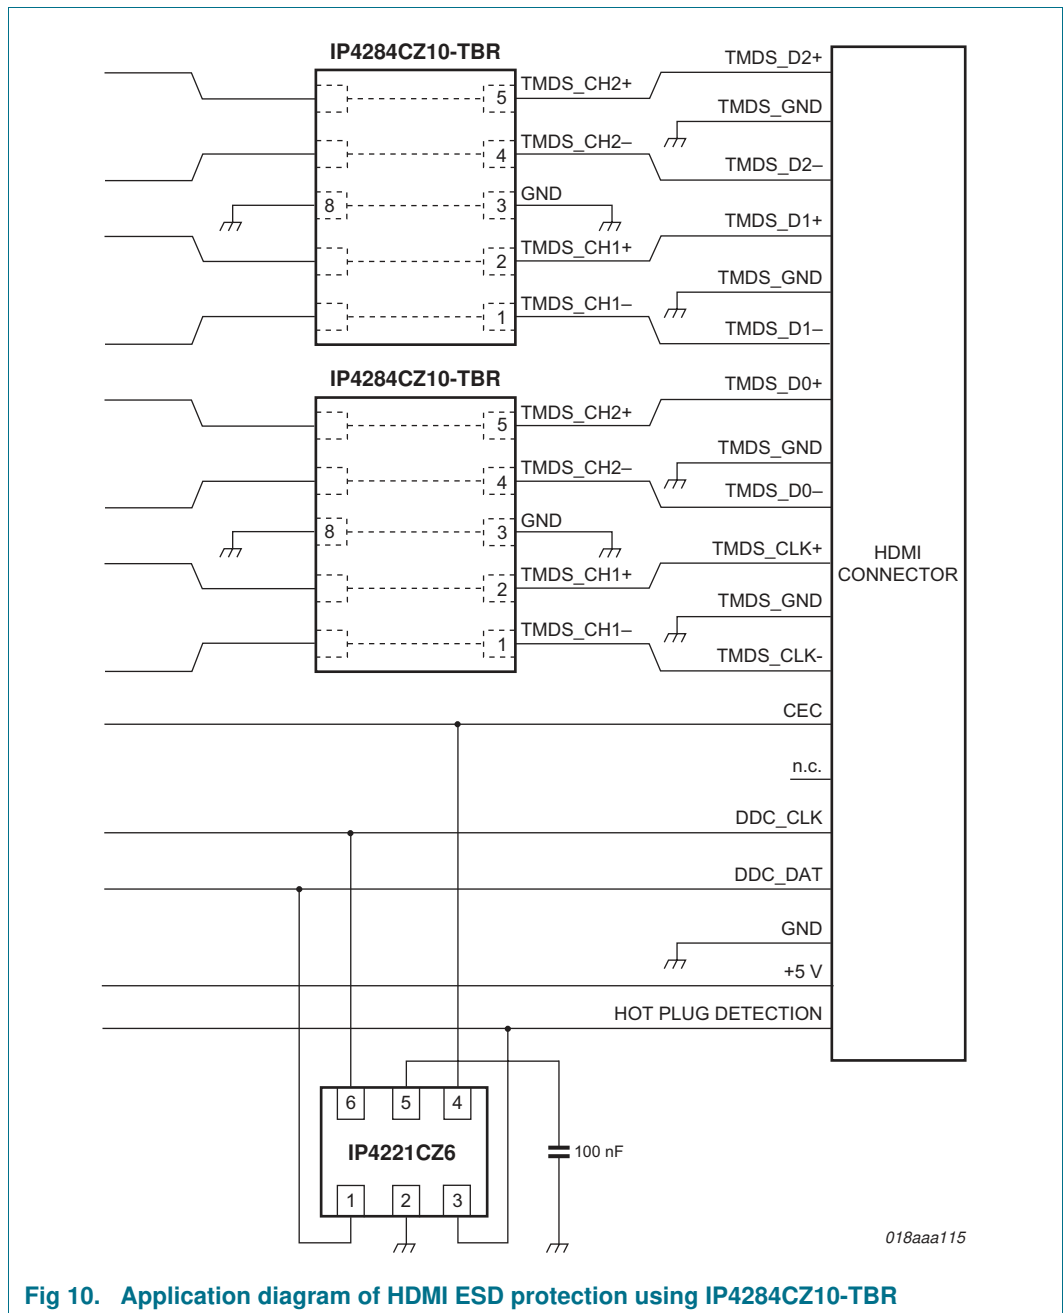 IP4284CZ10-TBR
TMDS_D2+
TMDS_CH2+
5
TMDS_GND
TMDS_CH2–
4
TMDS_D2–
8
3
GND
TMDS_D1+
TMDS_CH1+
2
TMDS_GND
TMDS_CH1–
1
TMDS_D1–
IP4284CZ10-TBR
TMDS_D0+
TMDS_CH2+
5
TMDS_GND
TMDS_CH2–
4
TMDS_D0–
8
3
GND
TMDS_CLK+
HDMI
CONNECTOR
TMDS_CH1+
2
TMDS_GND
TMDS_CH1–
1
TMDS_CLK-
CEC
n.c.
DDC_CLK
DDC_DAT
GND
+5 V
HOT PLUG DETECTION
6 5 4
IP4221CZ6
100 nF
1 2 3
018aaa115
Fig 10. Application diagram of HDMI ESD protection using IP4284CZ10-TBR